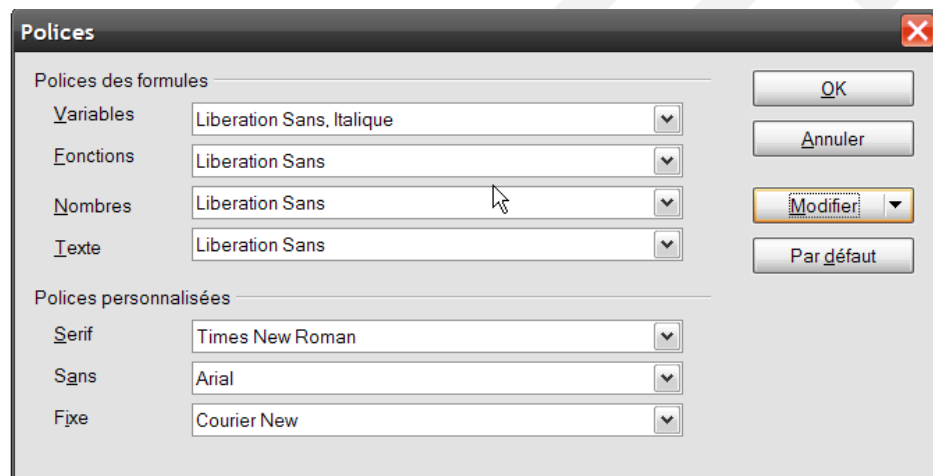 Polices
Polices des formules
OK
Variables
Liberation Sans, Italique
Annuler
Fonctions
Liberation Sans
Nombres
Liberation Sans
Modifier
Texte
Liberation Sans
Par défaut
Polices personnalisées
Serif
Times New Roman
Sans
Arial
Fixe
Courier New